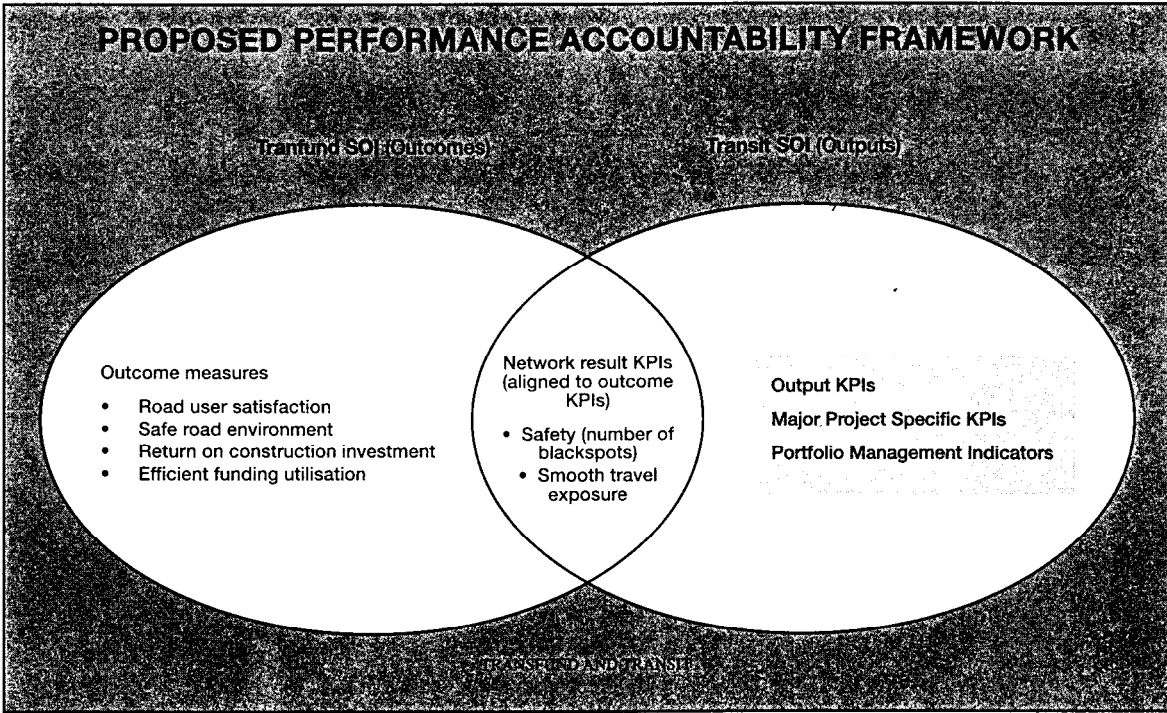 PROPOSED PERFORMANCE ACCOUNTABILITY FRAMEWORK
Tranfund SOI (Outcomes)
Transit SOI (Outputs)
Outcome measures
• Road user satisfaction
• Safe road environment
• Return on construction investment
• Efficient funding utilisation
Network result KPIs
(aligned to outcome
KPIs)
• Safety (number of
blackspots)
• Smooth travel
exposure
Output KPIs
Major Project Specific KPIs
Portfolio Management Indicators
TRANSFUND AND TRANSIT